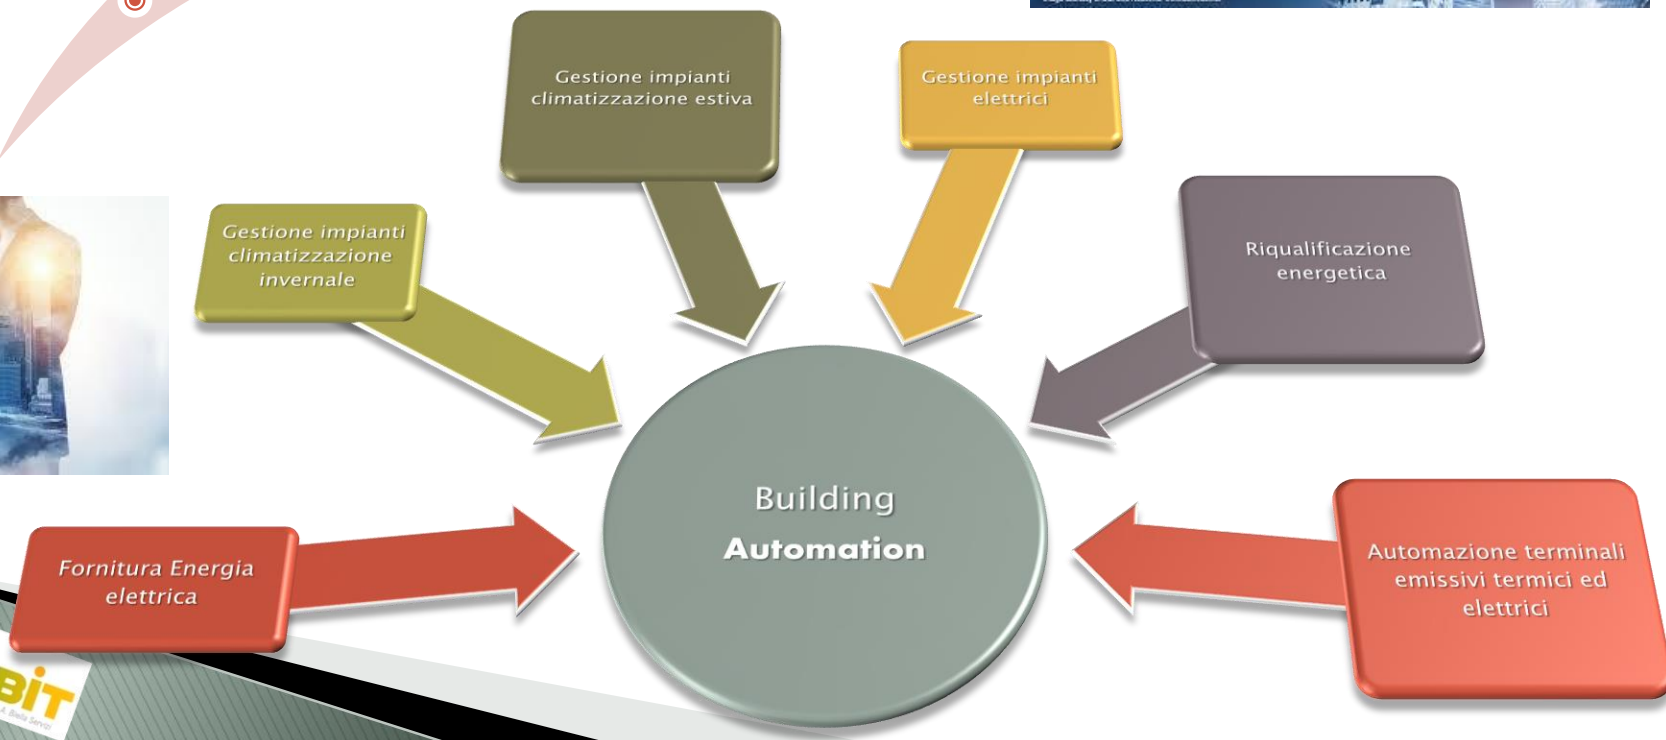 Gestione impianti
climatizzazione estiva
Gestione impianti
elettrici
Gestione impianti
climatizzazione
invernale
Riqualificazione
energetica
Building
Automation
Fornitura Energia
elettrica
Automazione terminali
emissivi termici ed
elettrici
BiT